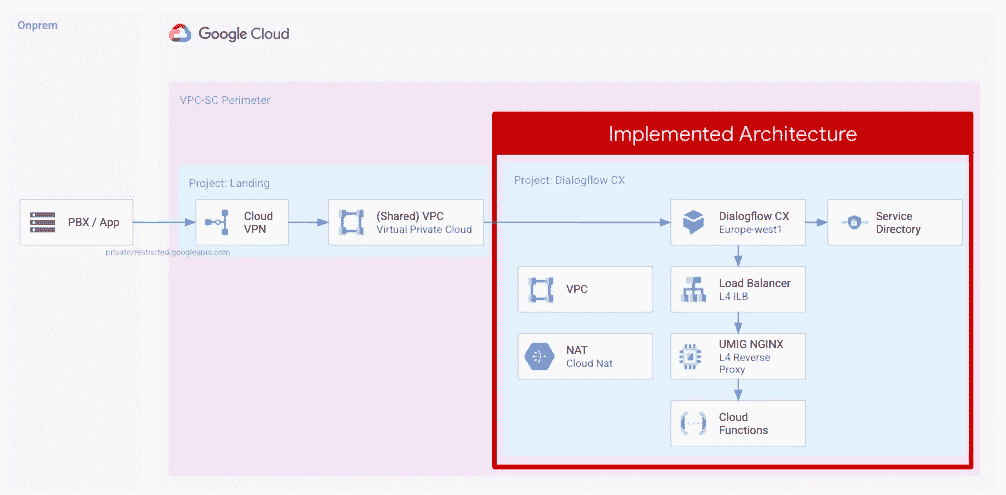 Onprem
Google Cloud
VPC-SC Perimeter
Implemented Architecture
Project: Landing
Project: Dialogflow CX
PBX / App
Cloud
VPN
(Shared) VPC
Virtual Private Cloud
Dialogflow CX
Europe-west1
Service
Directory
private/restricted.googleapis.com
VPC
Load Balancer
L4 ILB
NAT
Cloud Nat
UMIG NGINX
L4 Reverse
Proxy
Cloud
Functions